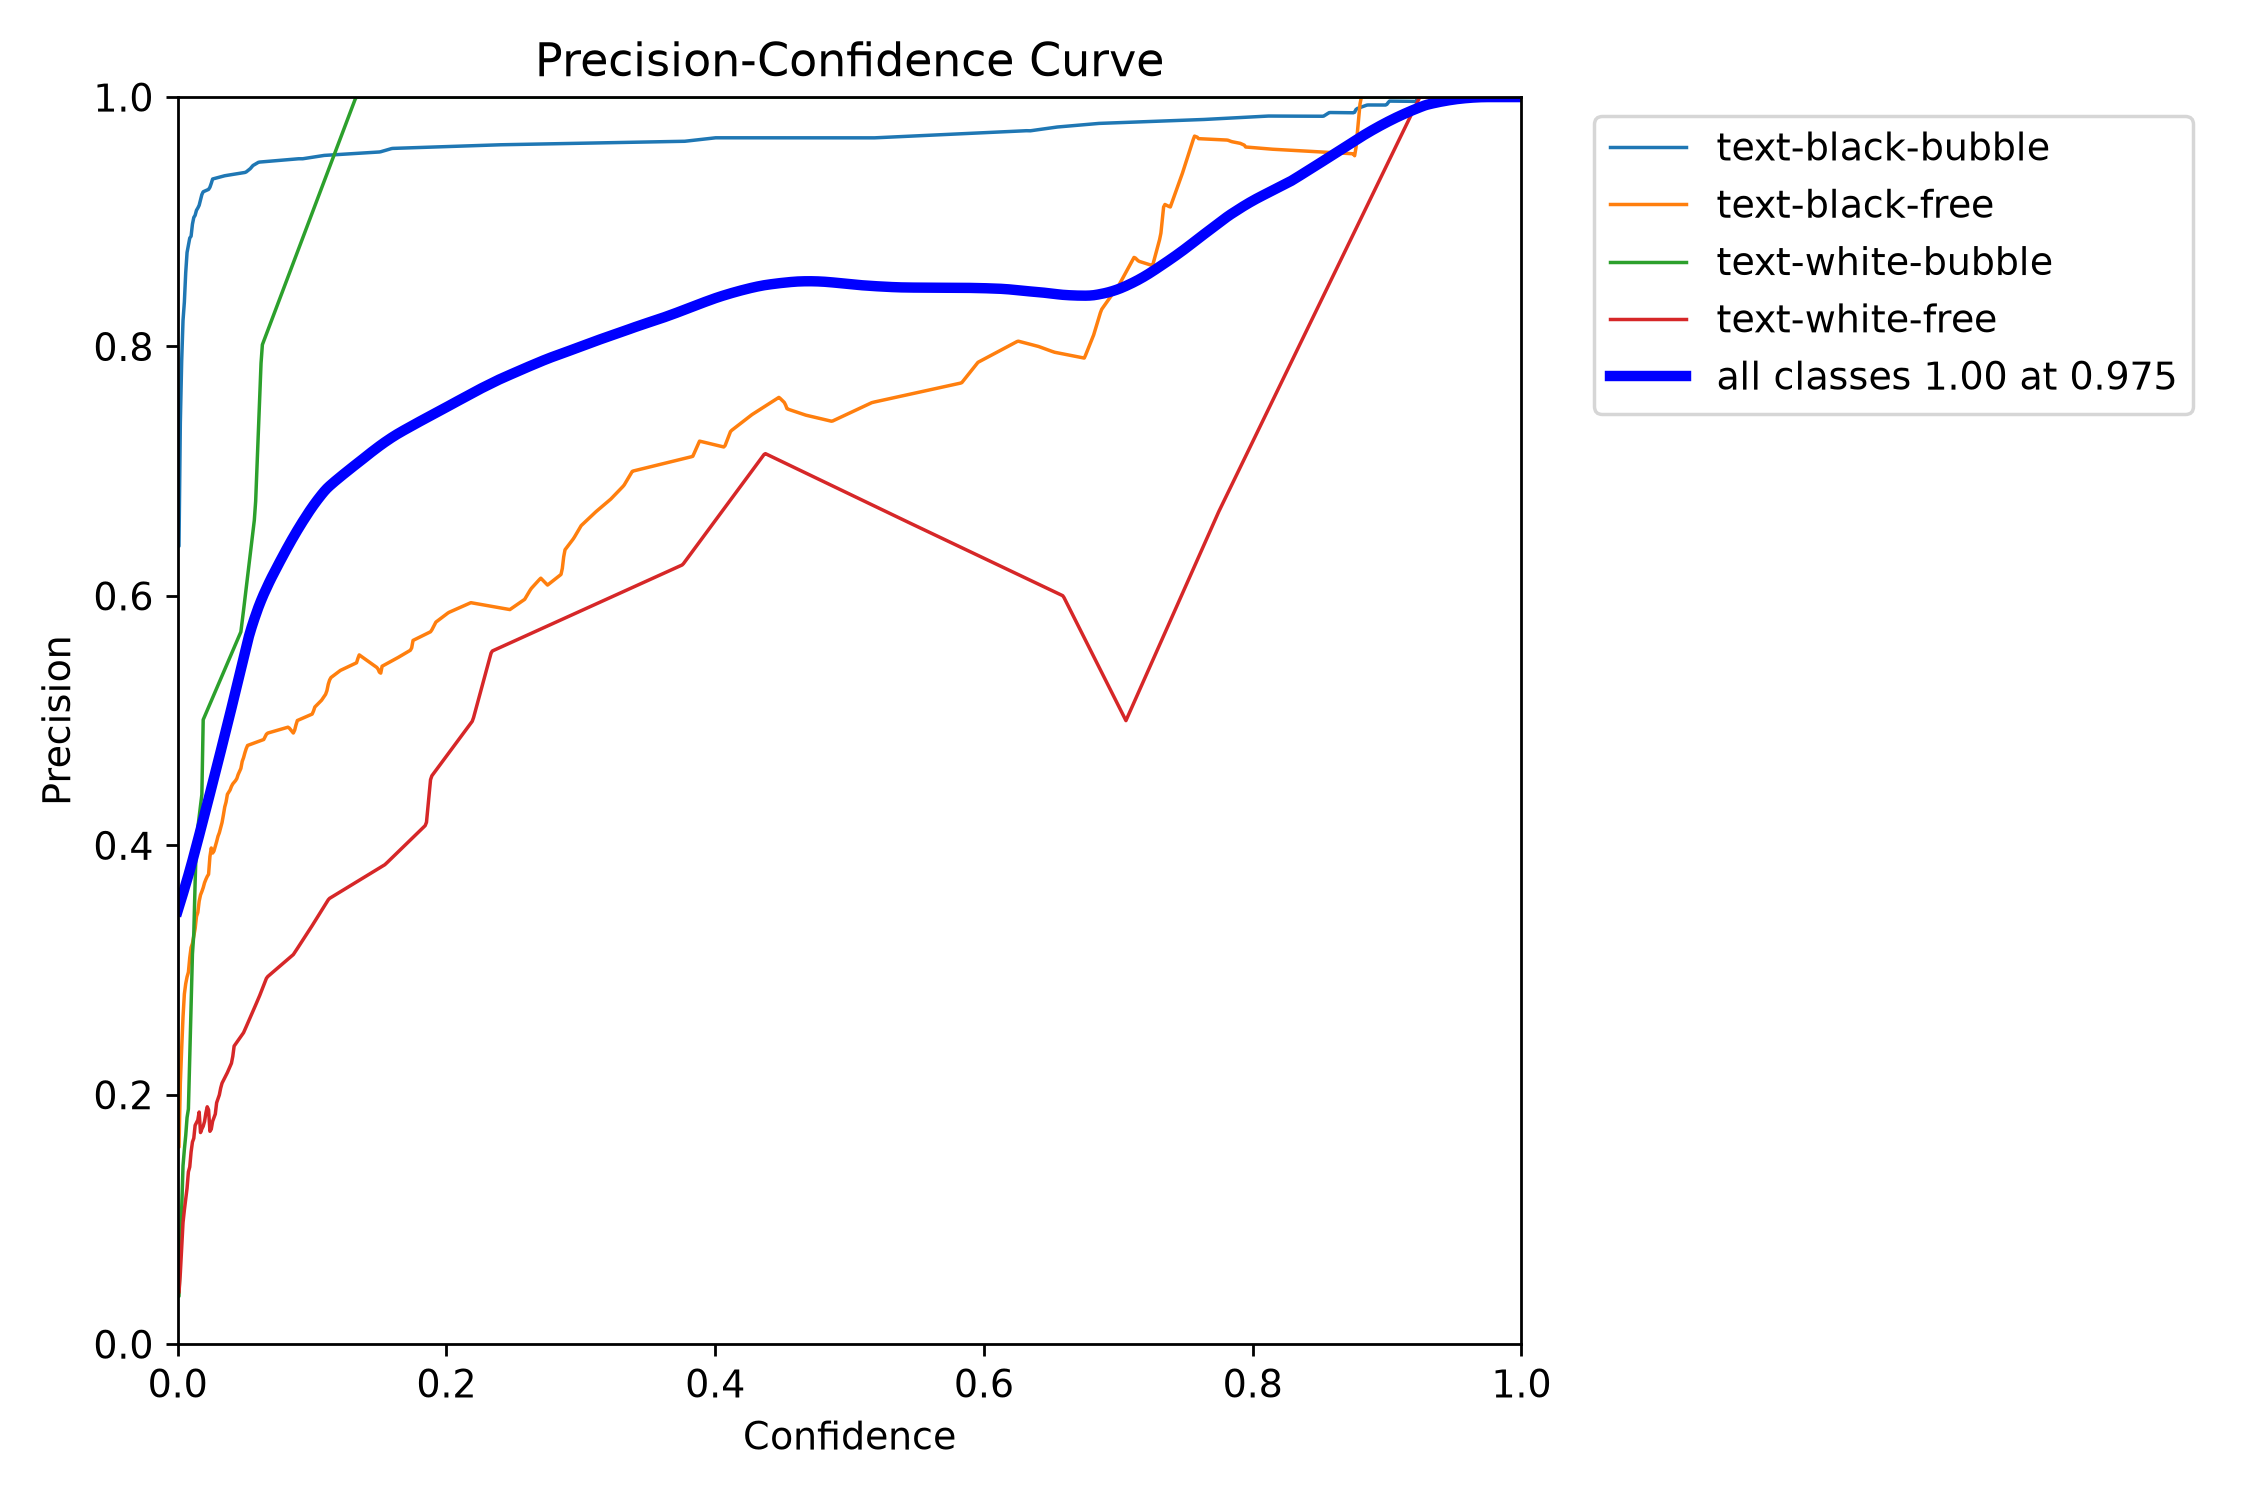 Precision-Confidence Curve
1.0
0.8
0.6
0.4
0.2
0.0
Precision
0.0 0.2 0.4 0.6 0.8 1.0
Confidence
text-black-bubble
text-black-free
text-white-bubble
text-white-free
all classes 1.00 at 0.975